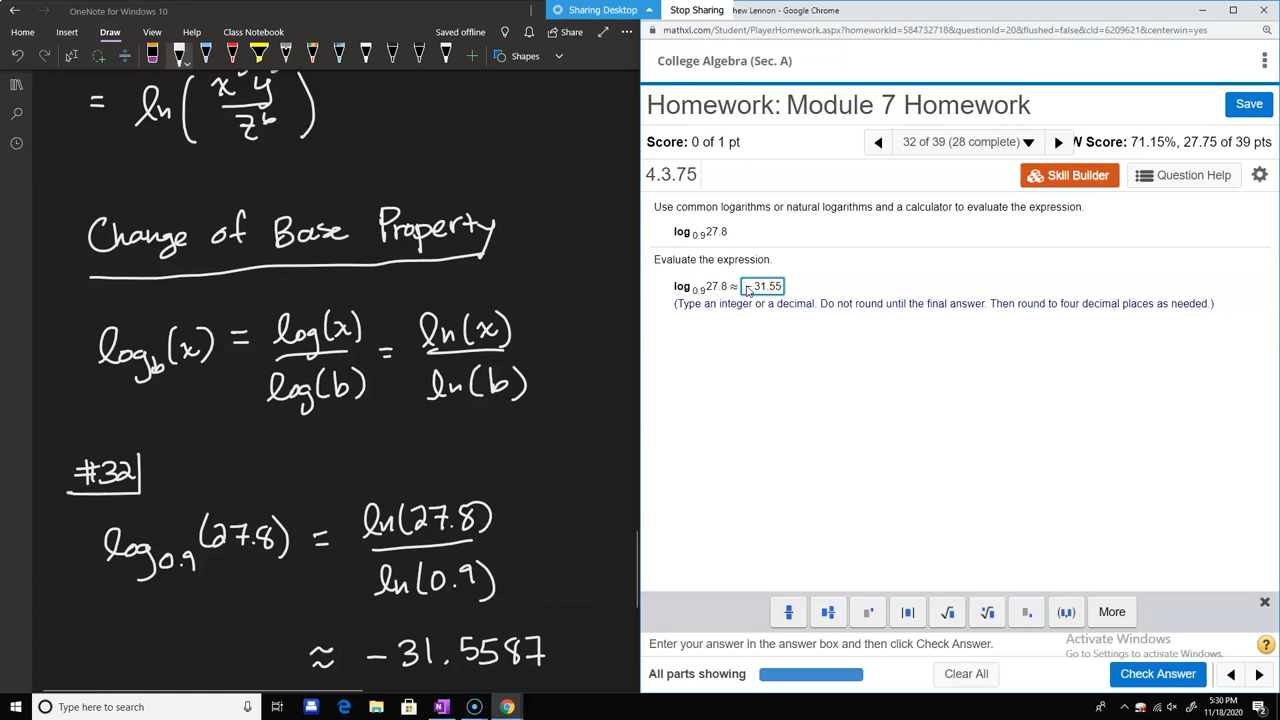 OneNote for Windows 10
Sharing Desktop
Stop Sharing
hew Lennon - Google Chrome
Home Insert Draw View Help Class Notebook Saved offline Share
mathxl.com/Student/PlayerHomework.aspx?homeworkId=584732718&questionId=20&flushed=false&cId=6209621&centerwin=yes
Shapes
College Algebra (Sec. A)
= ln( y / z⁶ )
Homework: Module 7 Homework
Save
Score: 0 of 1 pt
32 of 39 (28 complete)
W Score: 71.15%, 27.75 of 39 pts
4.3.75
Skill Builder
Question Help
Use common logarithms or natural logarithms and a calculator to evaluate the expression.
log 0.9 27.8
Evaluate the expression.
log 0.9 27.8 ≈ -31.55
(Type an integer or a decimal. Do not round until the final answer. Then round to four decimal places as needed.)
Change of Base Property
log_b(x) = log(x)/log(b) = ln(x)/ln(b)
#32
log_0.9(27.8) = ln(27.8)/ln(0.9)
≈ -31.5587
More
Enter your answer in the answer box and then click Check Answer.
Activate Windows
Go to Settings to activate Windows.
All parts showing
Clear All
Check Answer
Type here to search
5:30 PM
11/18/2020